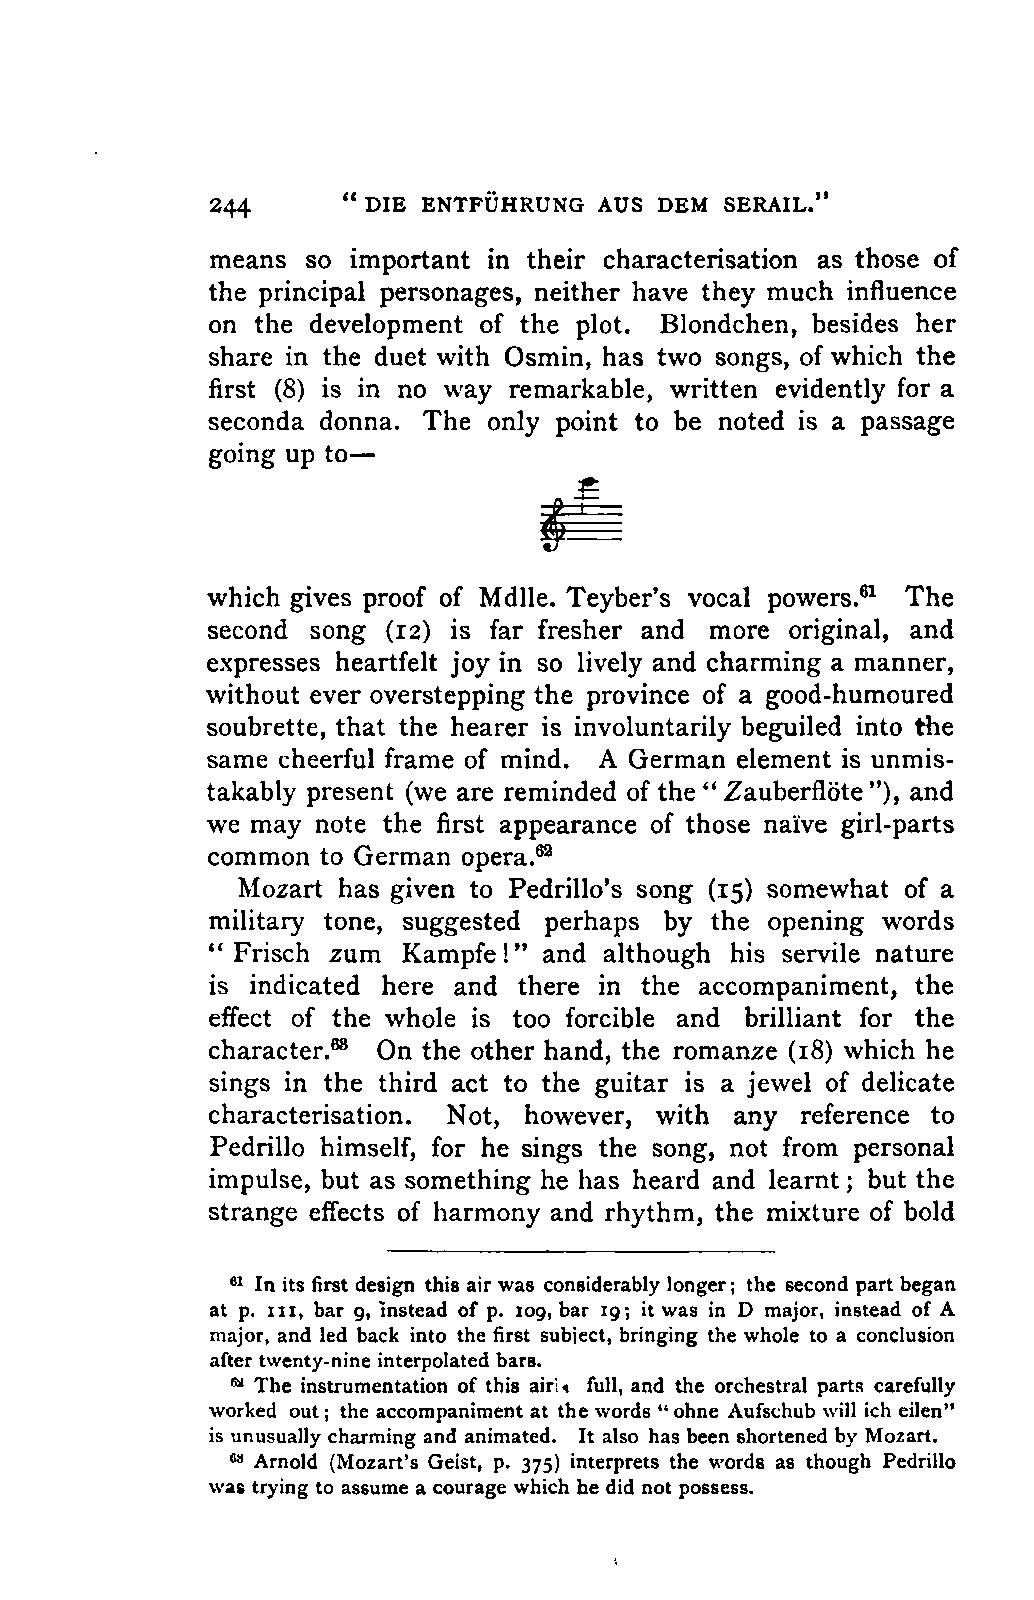 244 “ DIE ENTFÜHRUNG AUS DEM SERAIL.”
means so important in their characterisation as those of
the principal personages, neither have they much influence
on the development of the plot. Blondchen, besides her
share in the duet with Osmin, has two songs, of which the
first (8) is in no way remarkable, written evidently for a
seconda donna. The only point to be noted is a passage
going up to—
which gives proof of Mdlle. Teyber’s vocal powers.⁶¹ The
second song (12) is far fresher and more original, and
expresses heartfelt joy in so lively and charming a manner,
without ever overstepping the province of a good-humoured
soubrette, that the hearer is involuntarily beguiled into the
same cheerful frame of mind. A German element is unmis-
takably present (we are reminded of the “ Zauberflöte ”), and
we may note the first appearance of those naïve girl-parts
common to German opera.⁶²
Mozart has given to Pedrillo’s song (15) somewhat of a
military tone, suggested perhaps by the opening words
“ Frisch zum Kampfe !” and although his servile nature
is indicated here and there in the accompaniment, the
effect of the whole is too forcible and brilliant for the
character.⁶³ On the other hand, the romanze (18) which he
sings in the third act to the guitar is a jewel of delicate
characterisation. Not, however, with any reference to
Pedrillo himself, for he sings the song, not from personal
impulse, but as something he has heard and learnt ; but the
strange effects of harmony and rhythm, the mixture of bold
⁶¹ In its first design this air was considerably longer; the second part began
at p. 111, bar 9, instead of p. 109, bar 19; it was in D major, instead of A
major, and led back into the first subject, bringing the whole to a conclusion
after twenty-nine interpolated bars.
⁶² The instrumentation of this air is full, and the orchestral parts carefully
worked out ; the accompaniment at the words “ ohne Aufschub will ich eilen”
is unusually charming and animated. It also has been shortened by Mozart.
⁶³ Arnold (Mozart’s Geist, p. 375) interprets the words as though Pedrillo
was trying to assume a courage which he did not possess.